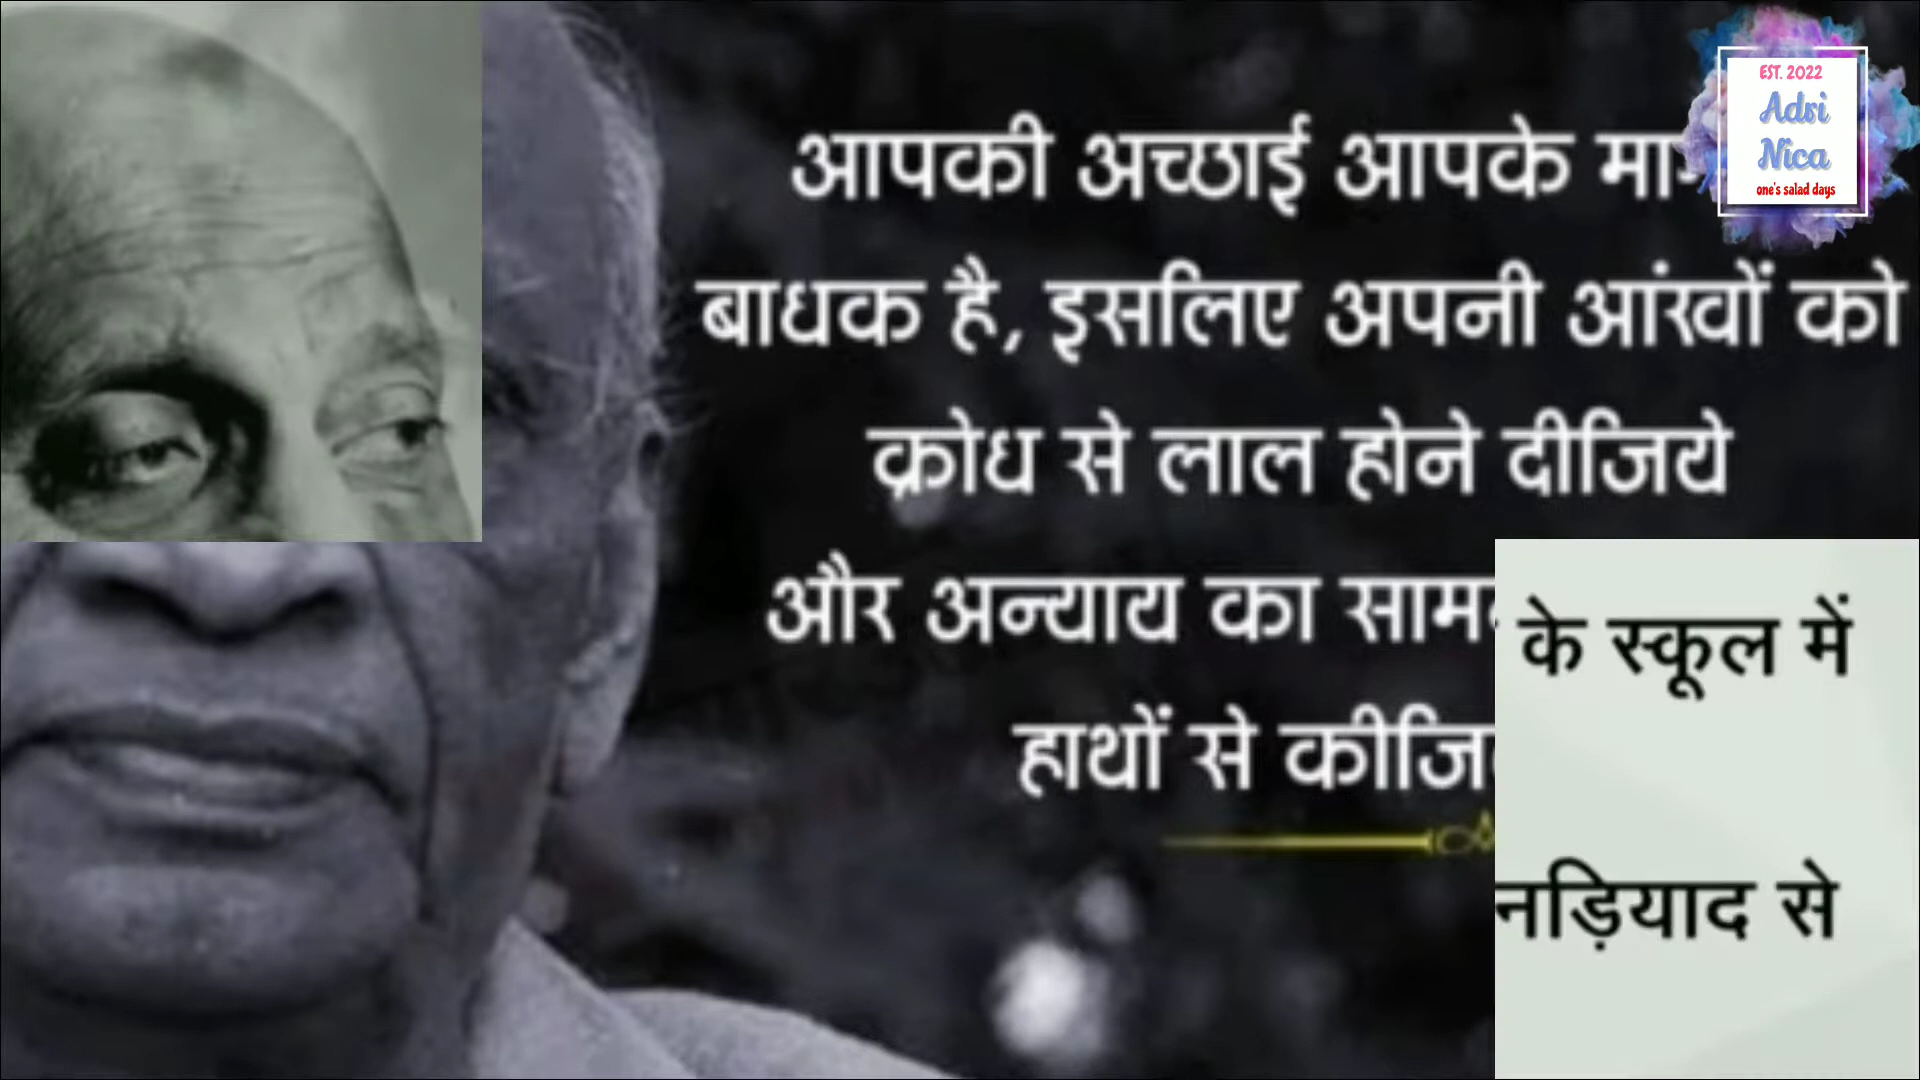 EST. 2022
Adri
Nica
one's salad days
आपकी अच्छाई आपके
बाधक है, इसलिए अपनी आंखों को
क्रोध से लाल होने दीजिये
और अन्याय का
हाथों से
के स्कूल में
नड़ियाद से